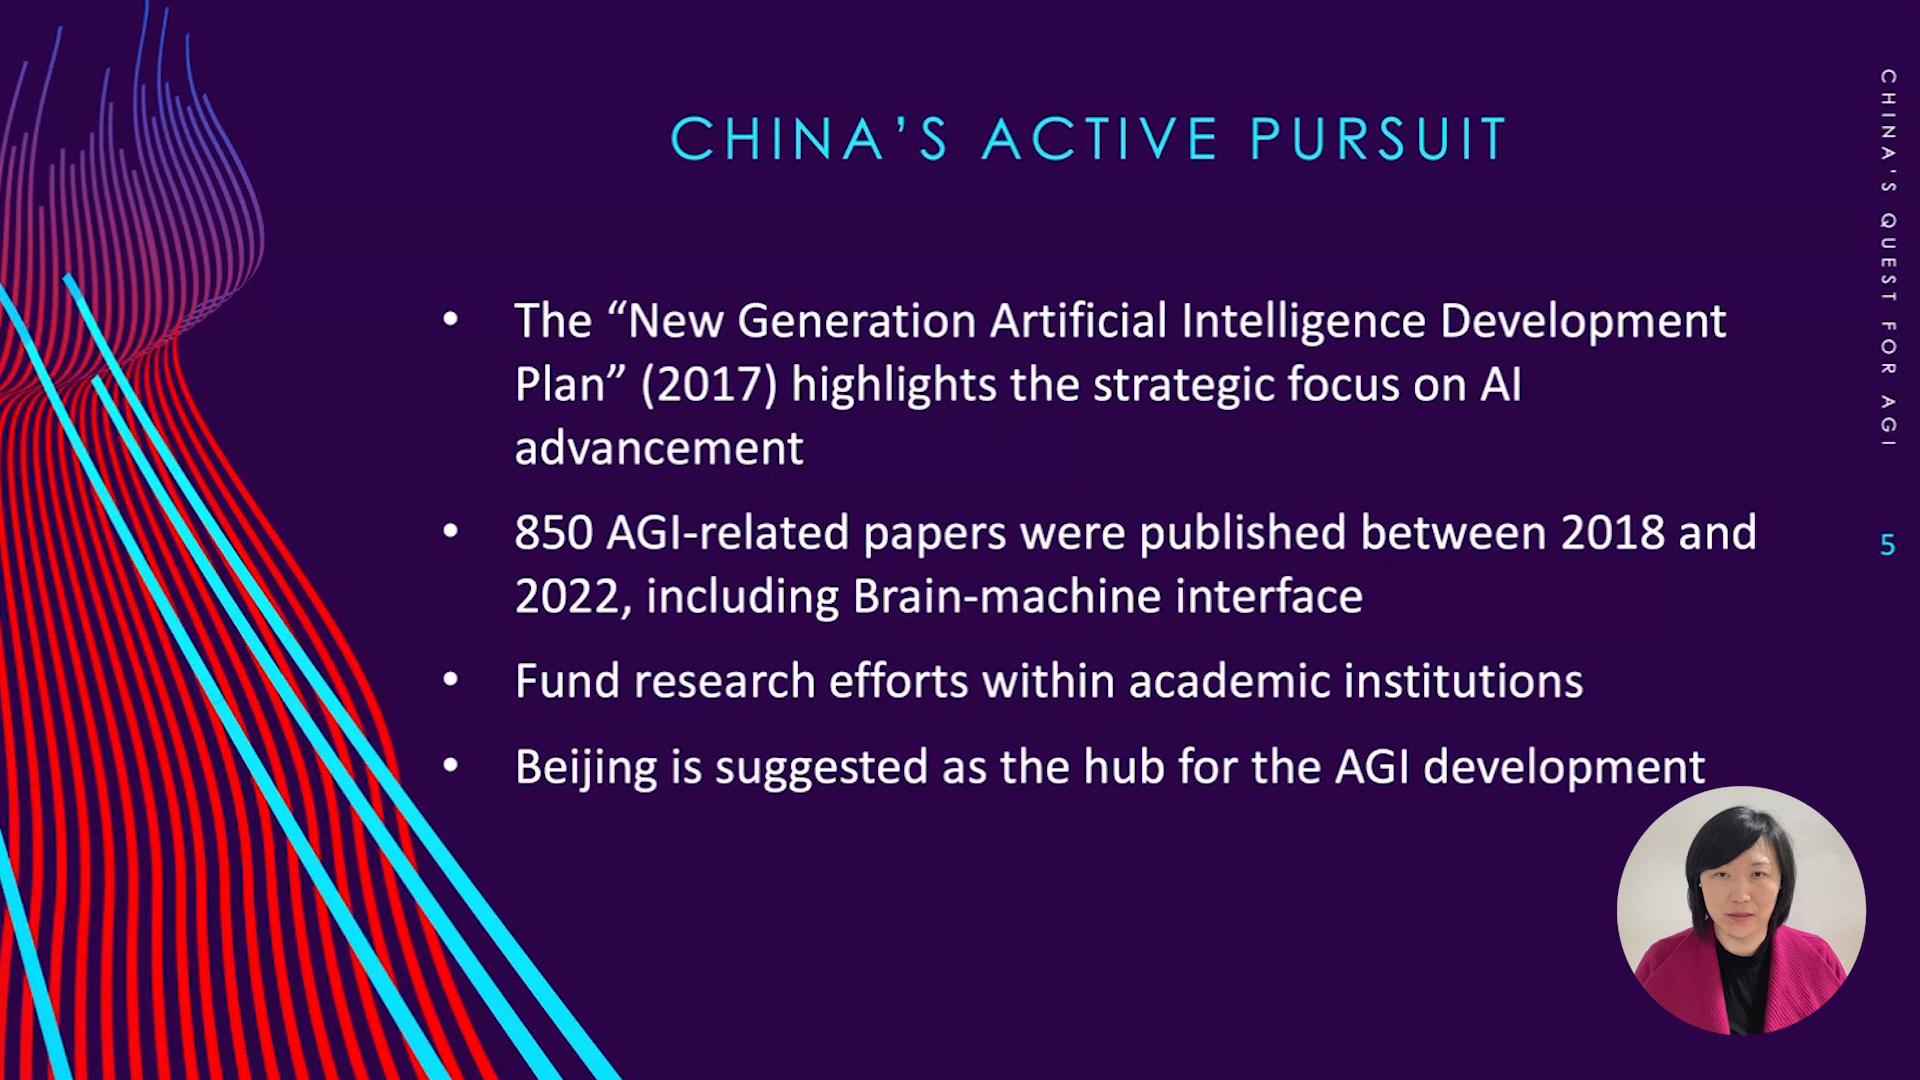 CHINA’S ACTIVE PURSUIT
• The “New Generation Artificial Intelligence Development
Plan” (2017) highlights the strategic focus on AI
advancement
• 850 AGI-related papers were published between 2018 and
2022, including Brain-machine interface
• Fund research efforts within academic institutions
• Beijing is suggested as the hub for the AGI development
CHINA'S QUEST FOR AGI
5